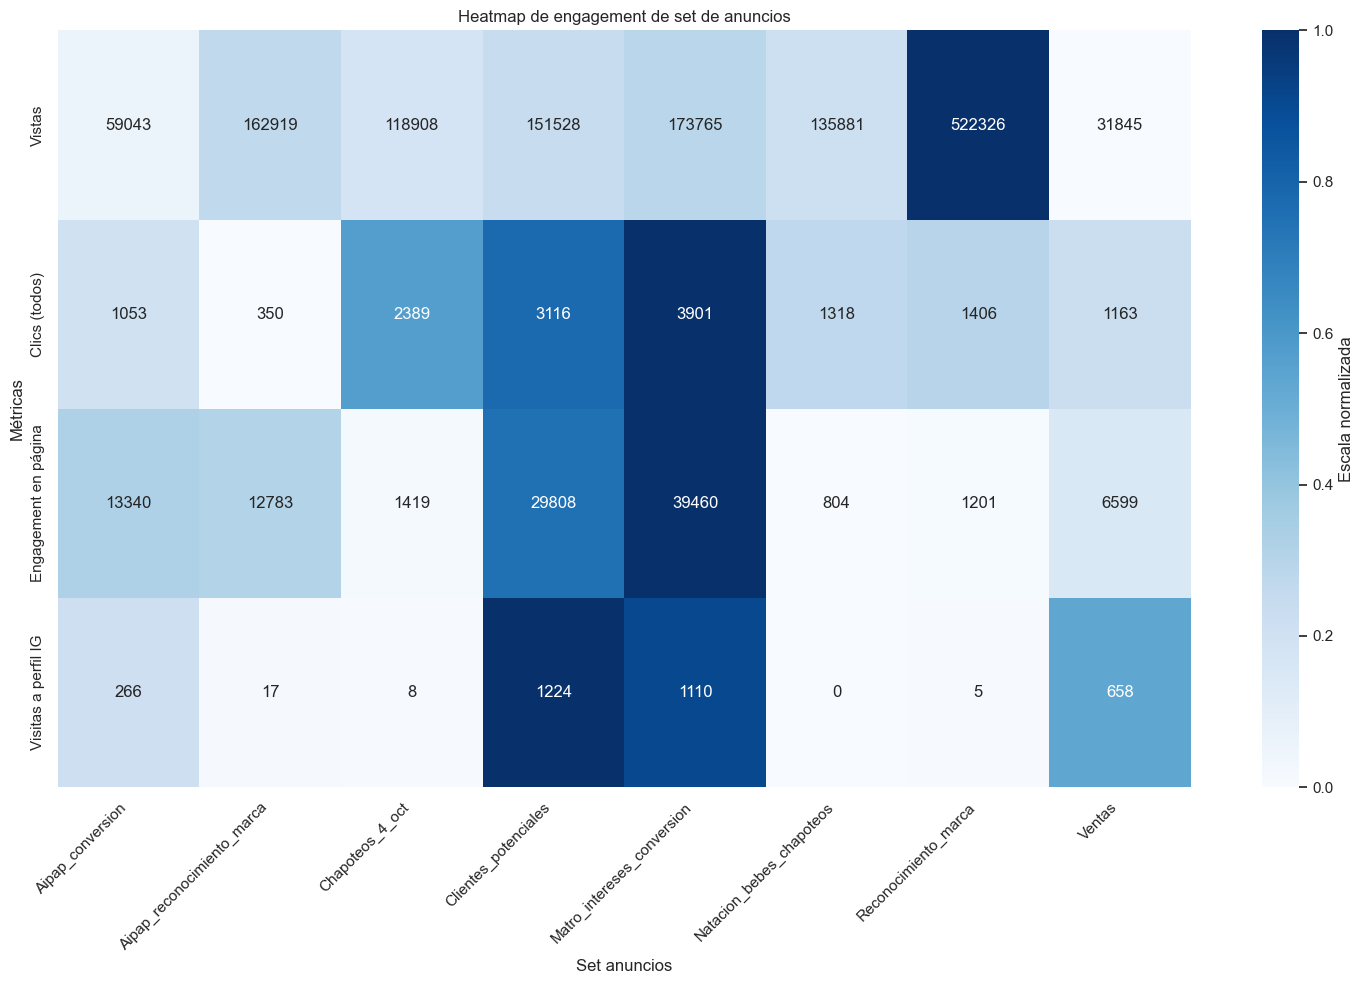 Heatmap de engagement de set de anuncios
Métricas
Vistas
59043 162919 118908 151528 173765 135881 522326 31845
Clics (todos)
1053 350 2389 3116 3901 1318 1406 1163
Engagement en página
13340 12783 1419 29808 39460 804 1201 6599
Visitas a perfil IG
266 17 8 1224 1110 0 5 658
Aipap_conversion
Aipap_reconocimiento_marca
Chapoteos_4_oct
Clientes_potenciales
Matro_intereses_conversion
Natacion_bebes_chapoteos
Reconocimiento_marca
Ventas
Set anuncios
1.0
0.8
0.6
0.4
0.2
0.0
Escala normalizada